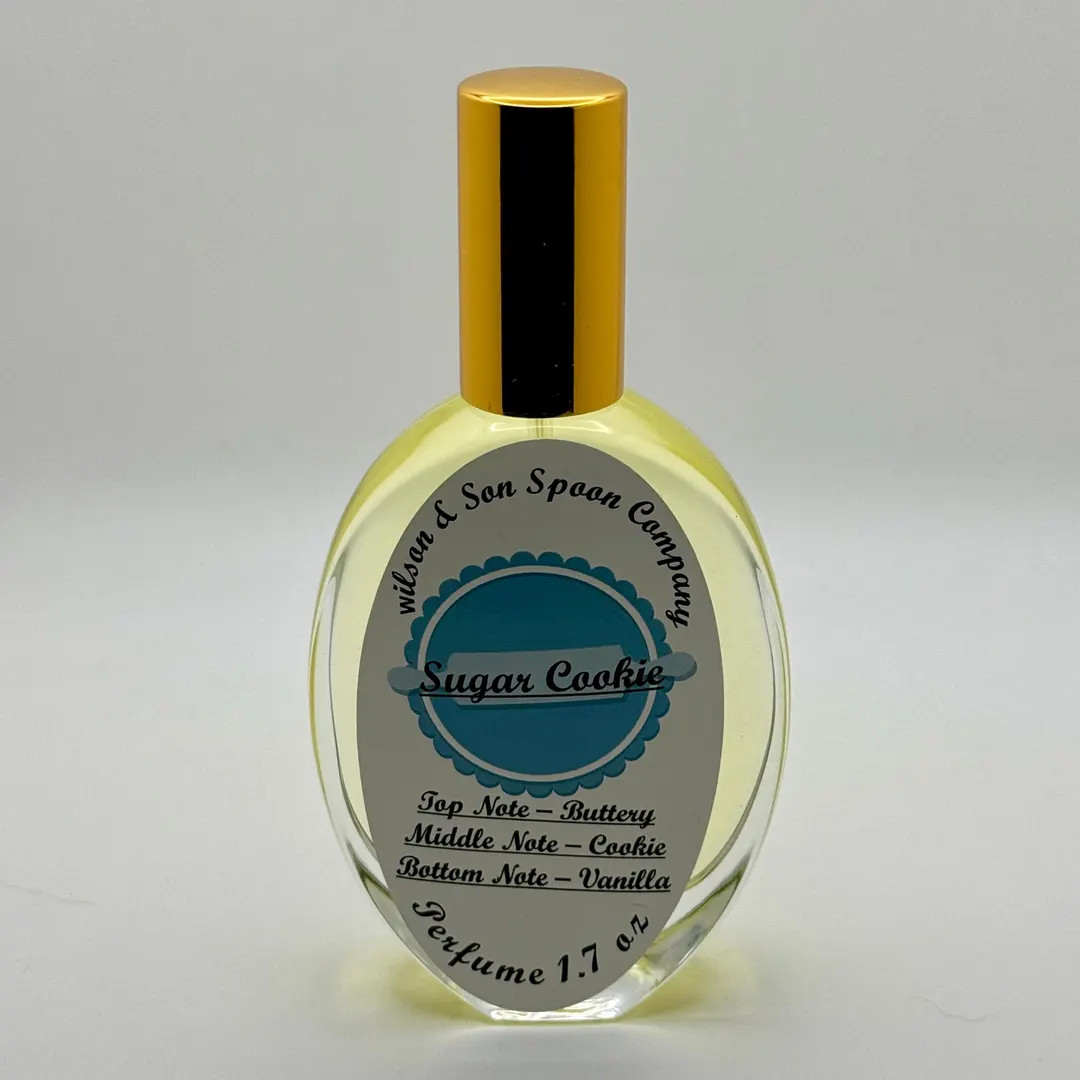 wilson & Son Spoon Company
Sugar Cookie
Top Note – Buttery
Middle Note – Cookie
Bottom Note – Vanilla
Perfume 1.7 oz